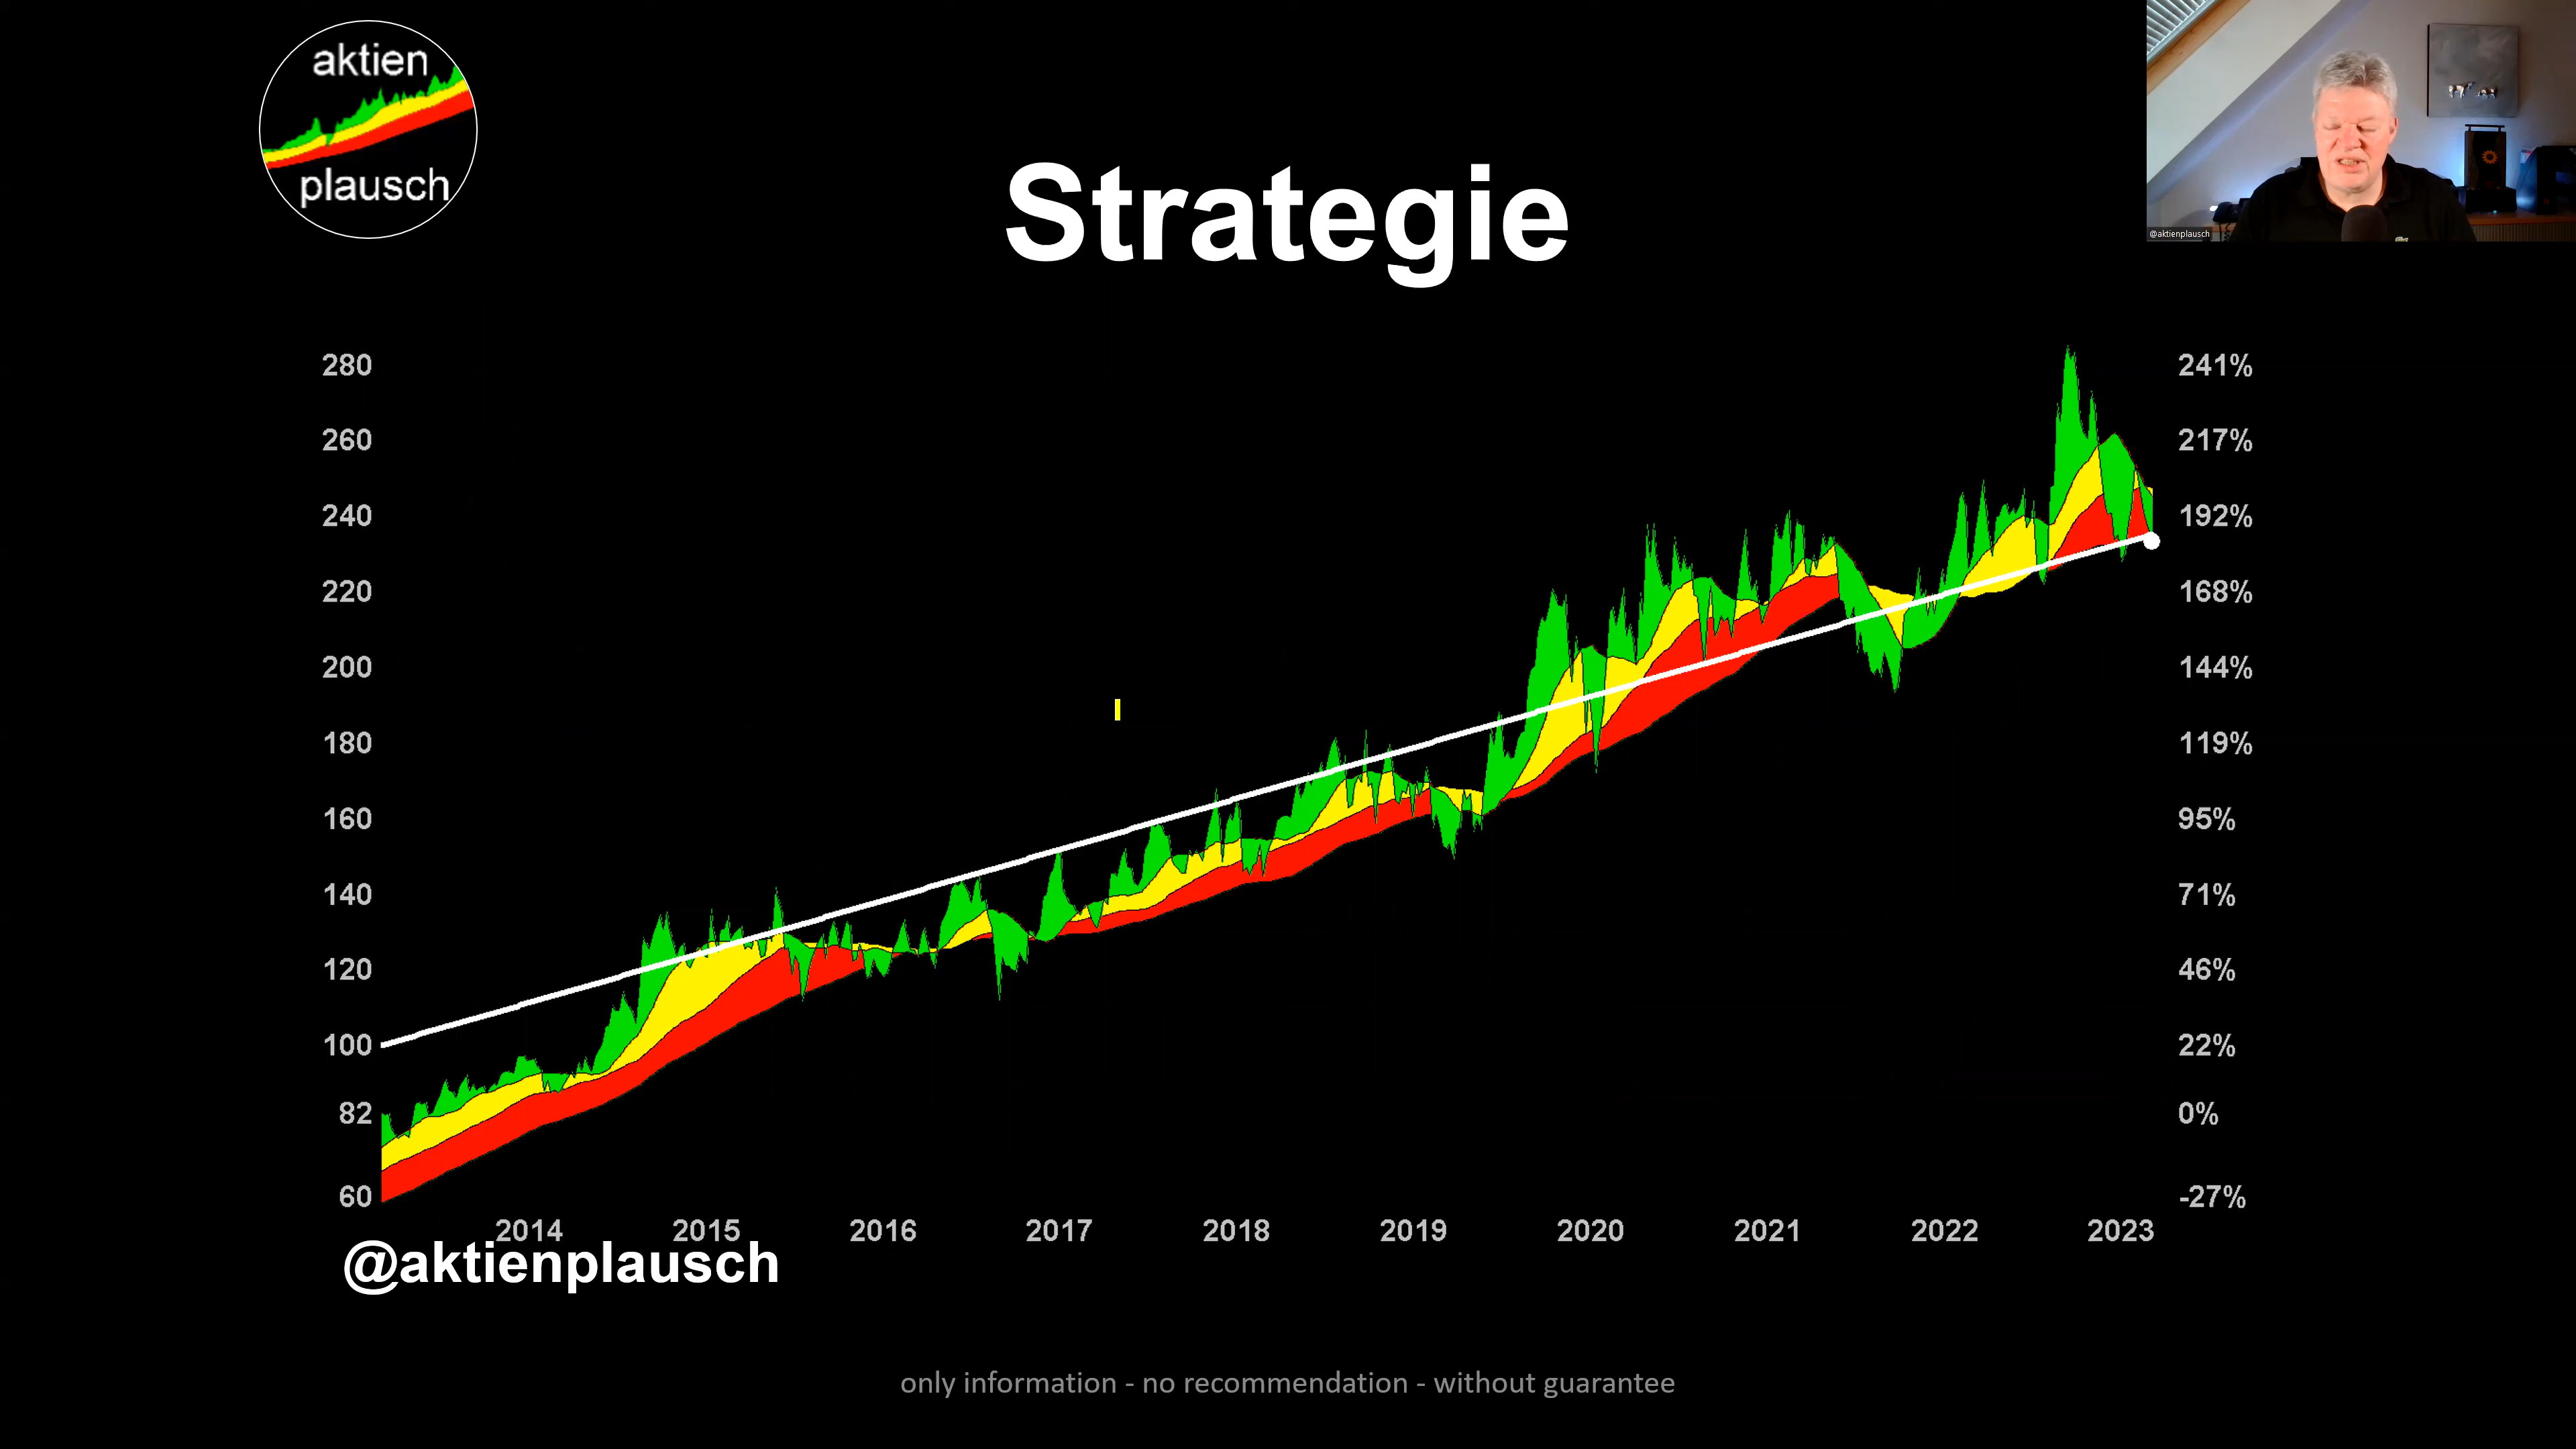 aktien
plausch
Strategie
@aktienplausch
280 241%
260 217%
240 192%
220 168%
200 144%
180 119%
160 95%
140 71%
120 46%
100 22%
82 0%
60 -27%
2014 2015 2016 2017 2018 2019 2020 2021 2022 2023
@aktienplausch
only information - no recommendation - without guarantee